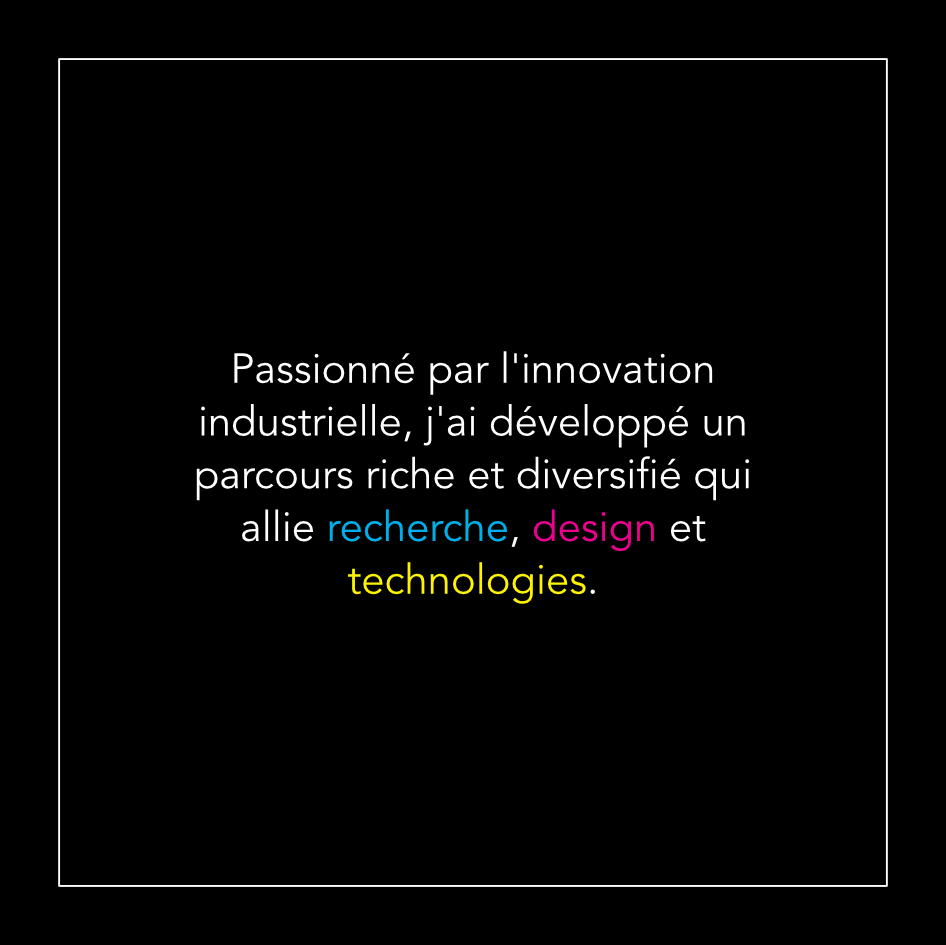 Passionné par l'innovation
industrielle, j'ai développé un
parcours riche et diversifié qui
allie recherche, design et
technologies.